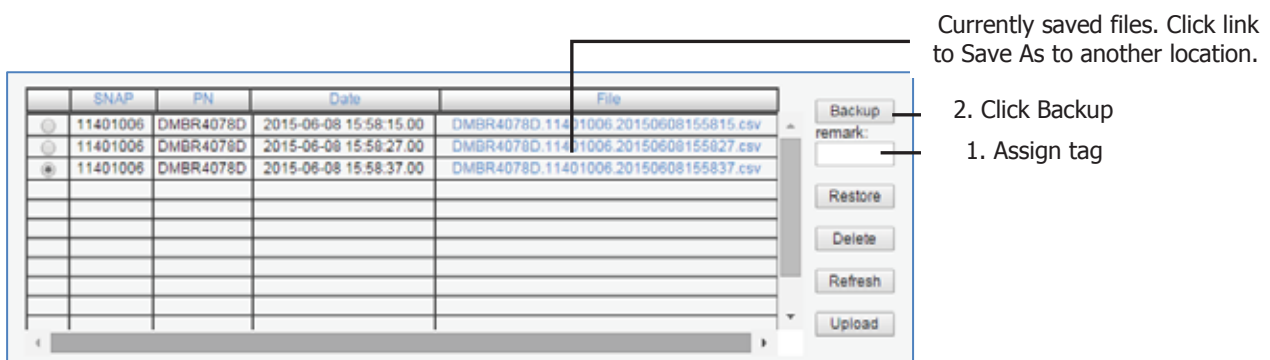 Currently saved files. Click link
to Save As to another location.
SNAP PN Date File
11401006 DMBR4078D 2015-06-08 15:58:15.00 DMBR4078D.11401006.20150608155815.csv
11401006 DMBR4078D 2015-06-08 15:58:27.00 DMBR4078D.11401006.20150608155827.csv
11401006 DMBR4078D 2015-06-08 15:58:37.00 DMBR4078D.11401006.20150608155837.csv
Backup
2. Click Backup
remark:
1. Assign tag
Restore
Delete
Refresh
Upload